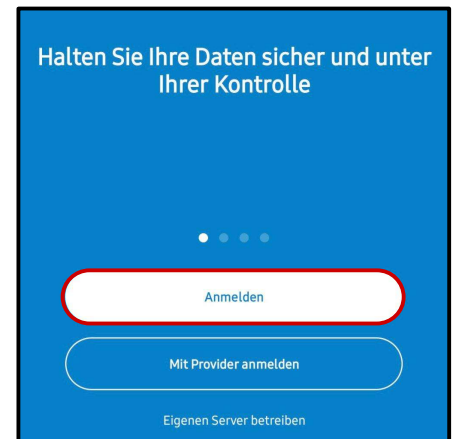 Halten Sie Ihre Daten sicher und unter
Ihrer Kontrolle
Anmelden
Mit Provider anmelden
Eigenen Server betreiben